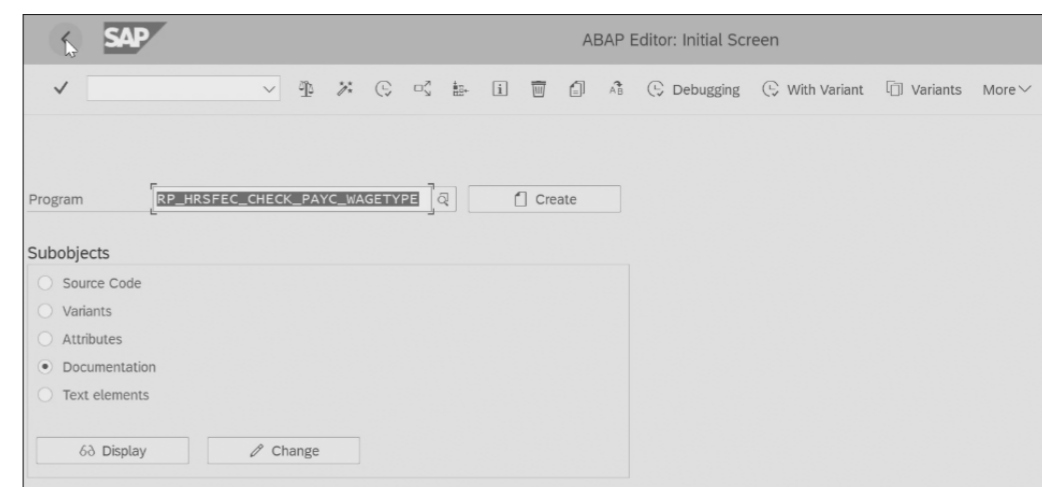 SAP ABAP Editor: Initial Screen
Debugging With Variant Variants More
Program RP_HRSFEC_CHECK_PAYC_WAGETYPE Create
Subobjects
Source Code
Variants
Attributes
Documentation
Text elements
Display Change